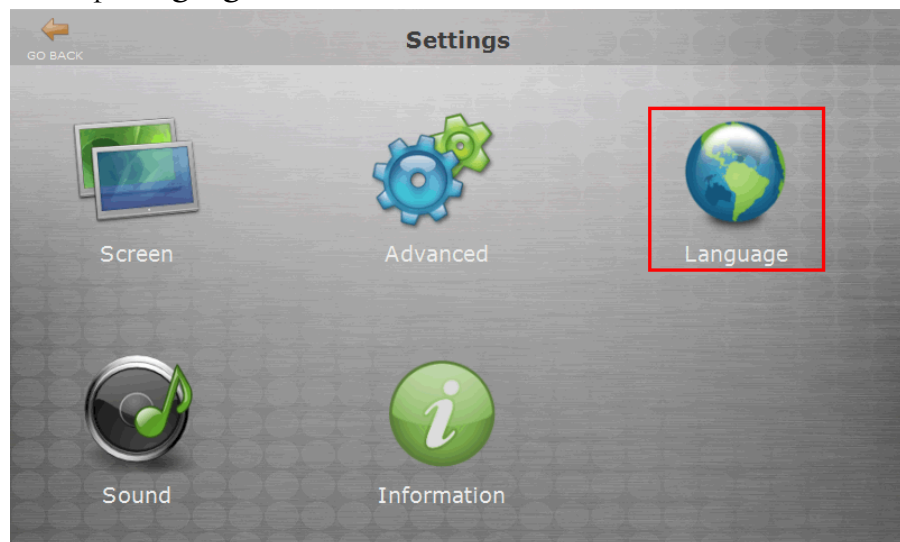 Settings
GO BACK
Screen
Advanced
Language
Sound
Information